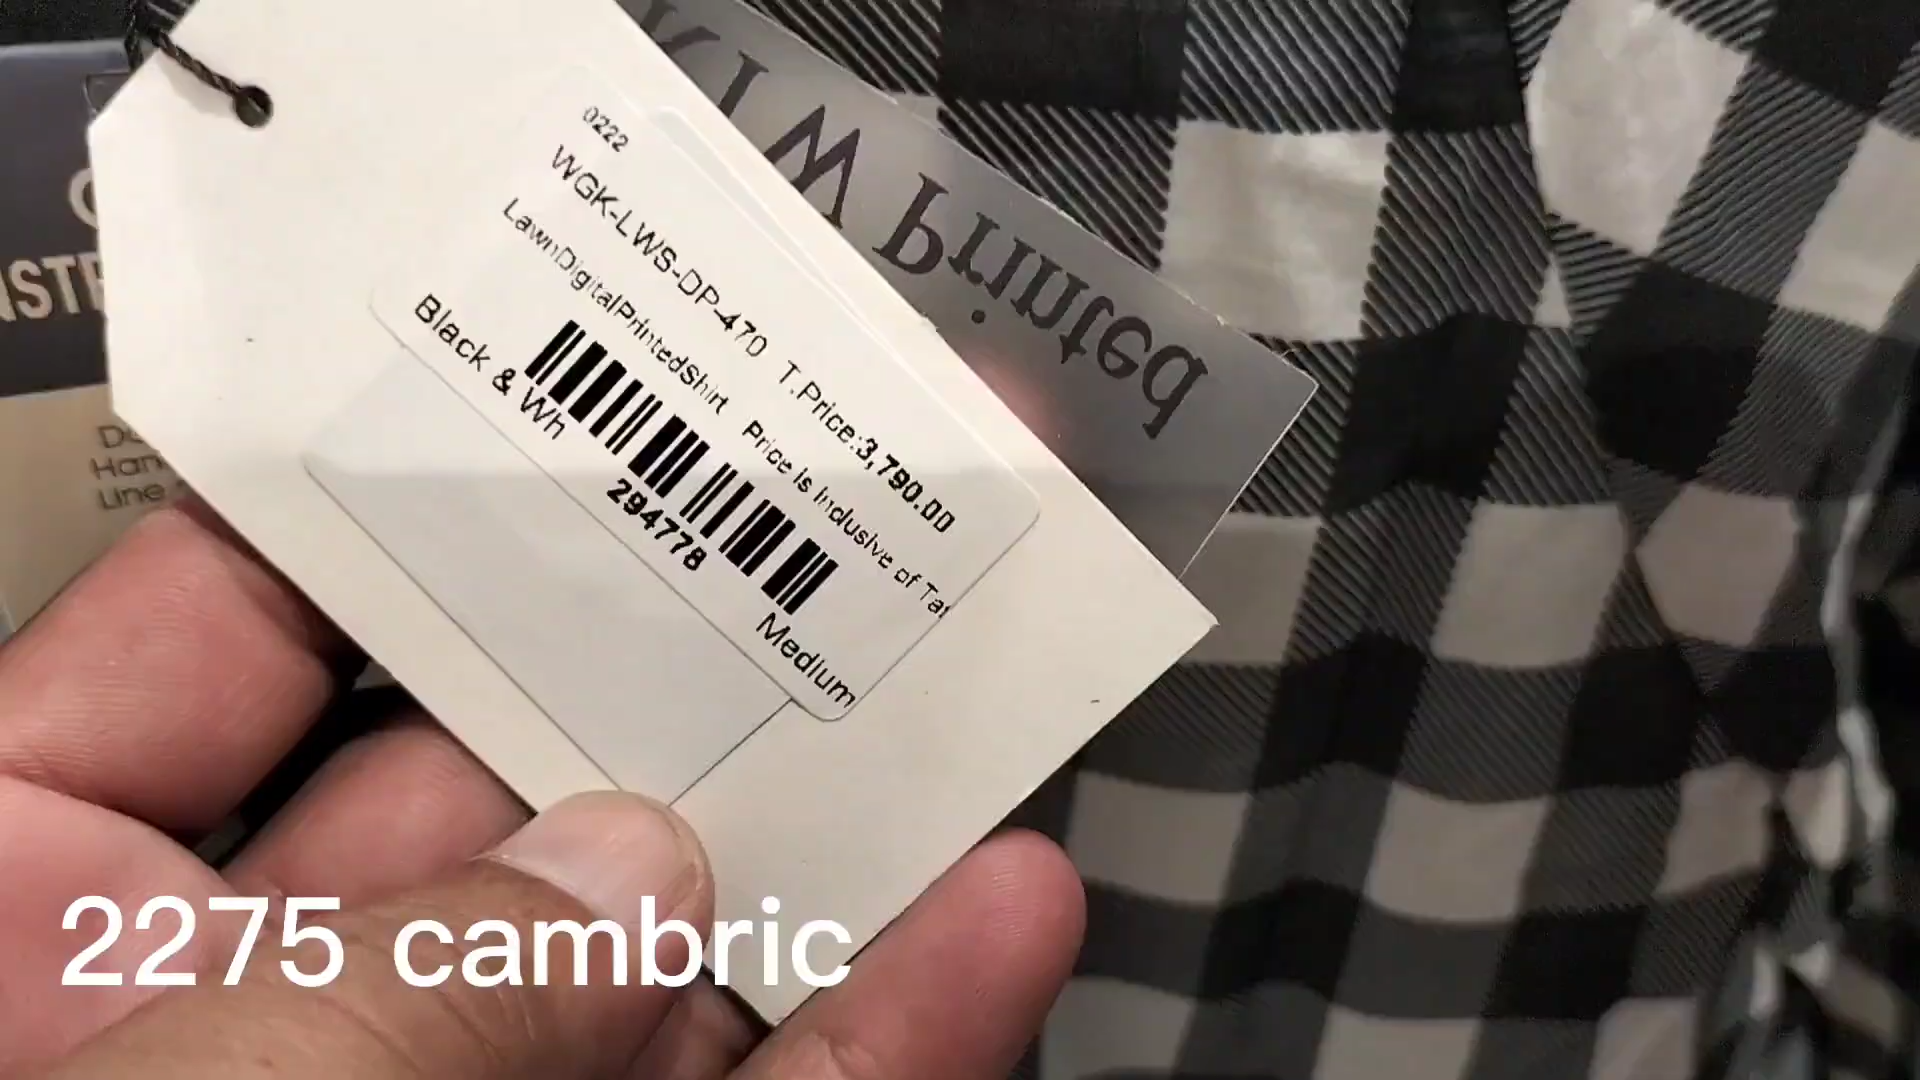 0222
WGK-LWS-DP-470 T.Price:3,790.00
LawnDigitalPrintedShirt Price is Inclusive of
294778
Black & Wh Medium
Printed
2275 cambric